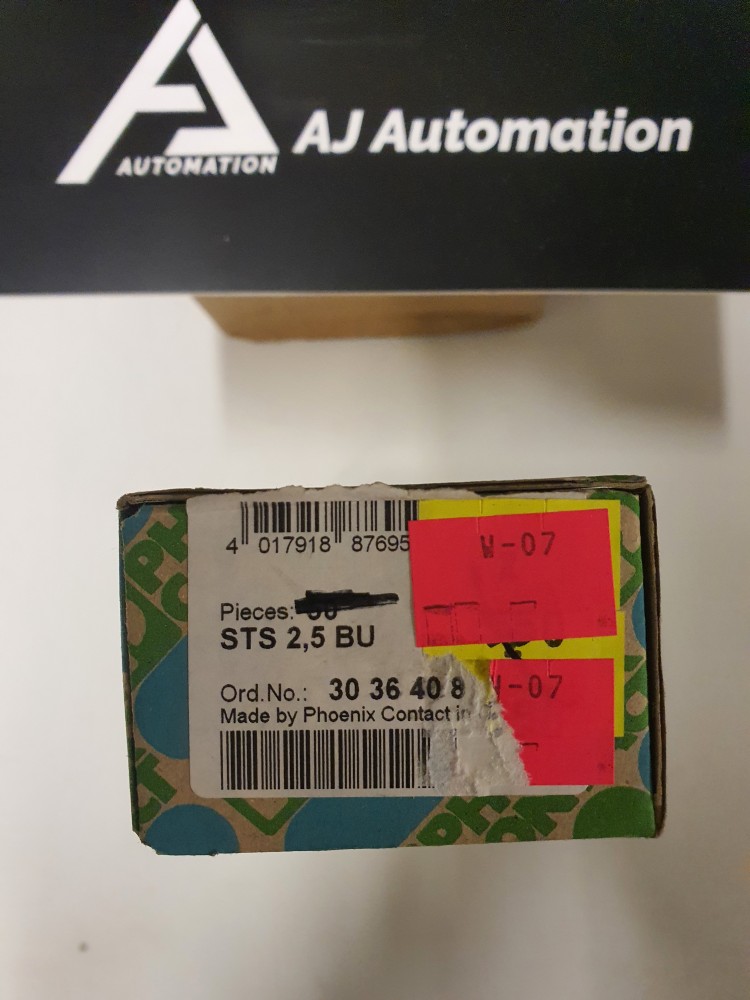 AUTOMATION
AJ Automation
4 017918 87695
W-07
Pieces:
STS 2,5 BU
Ord.No.: 30 36 40 8
W-07
Made by Phoenix Contact in